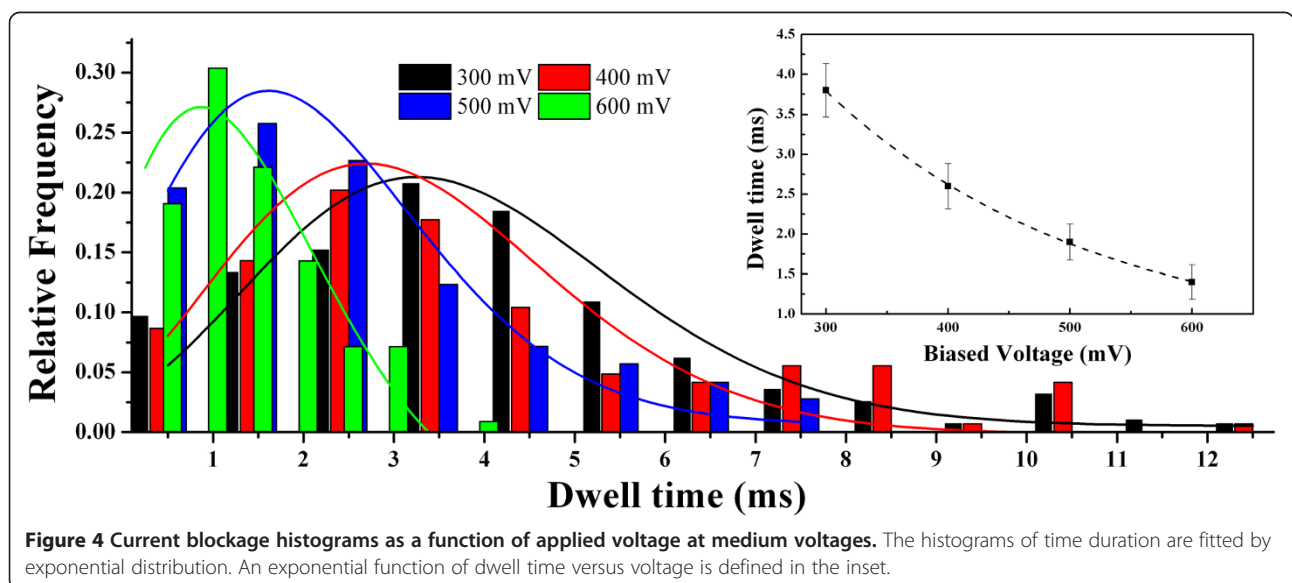 0.30
0.25
0.20
0.15
0.10
0.05
0.00
Relative Frequency
1 2 3 4 5 6 7 8 9 10 11 12
Dwell time (ms)
300 mV 400 mV
500 mV 600 mV
4.5
4.0
3.5
3.0
2.5
2.0
1.5
1.0
Dwell time (ms)
300 400 500 600
Biased Voltage (mV)
Figure 4 Current blockage histograms as a function of applied voltage at medium voltages. The histograms of time duration are fitted by
exponential distribution. An exponential function of dwell time versus voltage is defined in the inset.